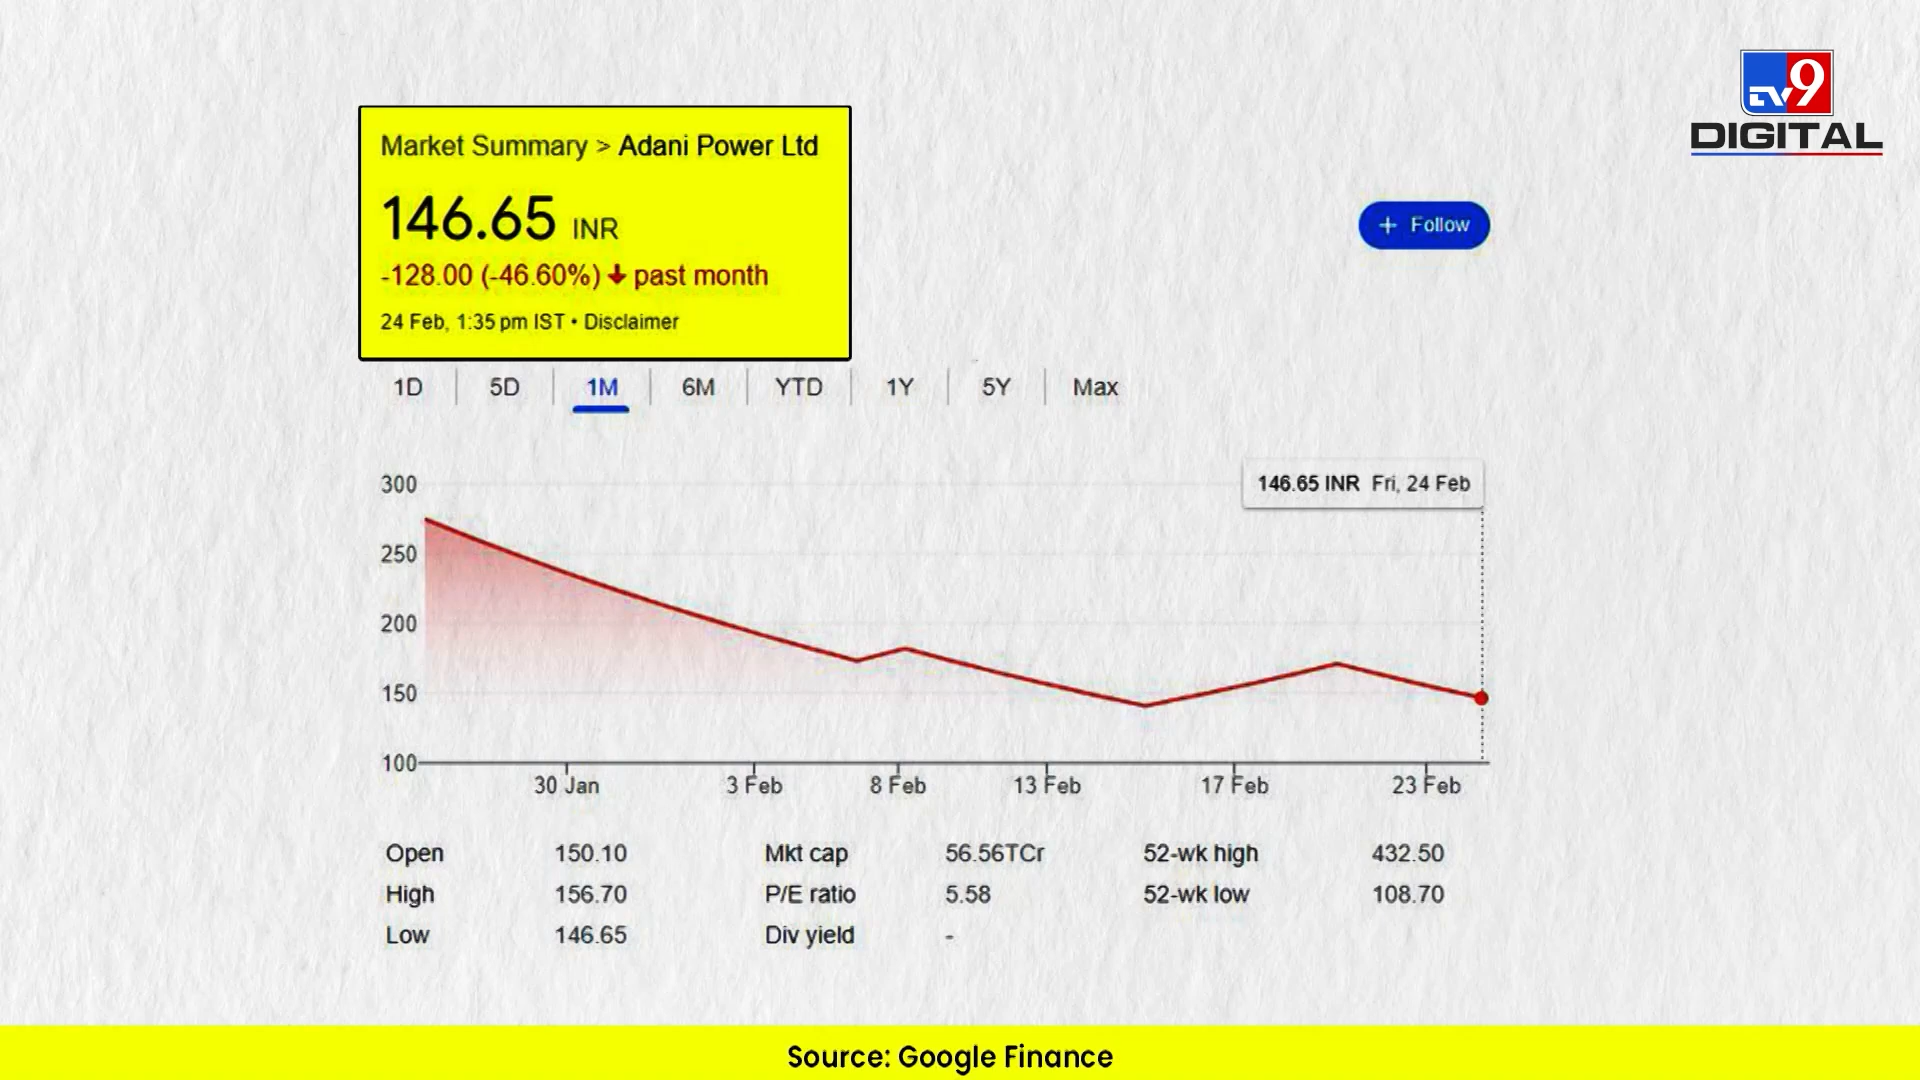 TV9
DIGITAL
Market Summary > Adani Power Ltd
146.65 INR
-128.00 (-46.60%) ↓ past month
24 Feb, 1:35 pm IST • Disclaimer
+ Follow
1D 5D 1M 6M YTD 1Y 5Y Max
146.65 INR Fri, 24 Feb
300
250
200
150
100
30 Jan 3 Feb 8 Feb 13 Feb 17 Feb 23 Feb
Open 150.10 Mkt cap 56.56TCr 52-wk high 432.50
High 156.70 P/E ratio 5.58 52-wk low 108.70
Low 146.65 Div yield -
Source: Google Finance